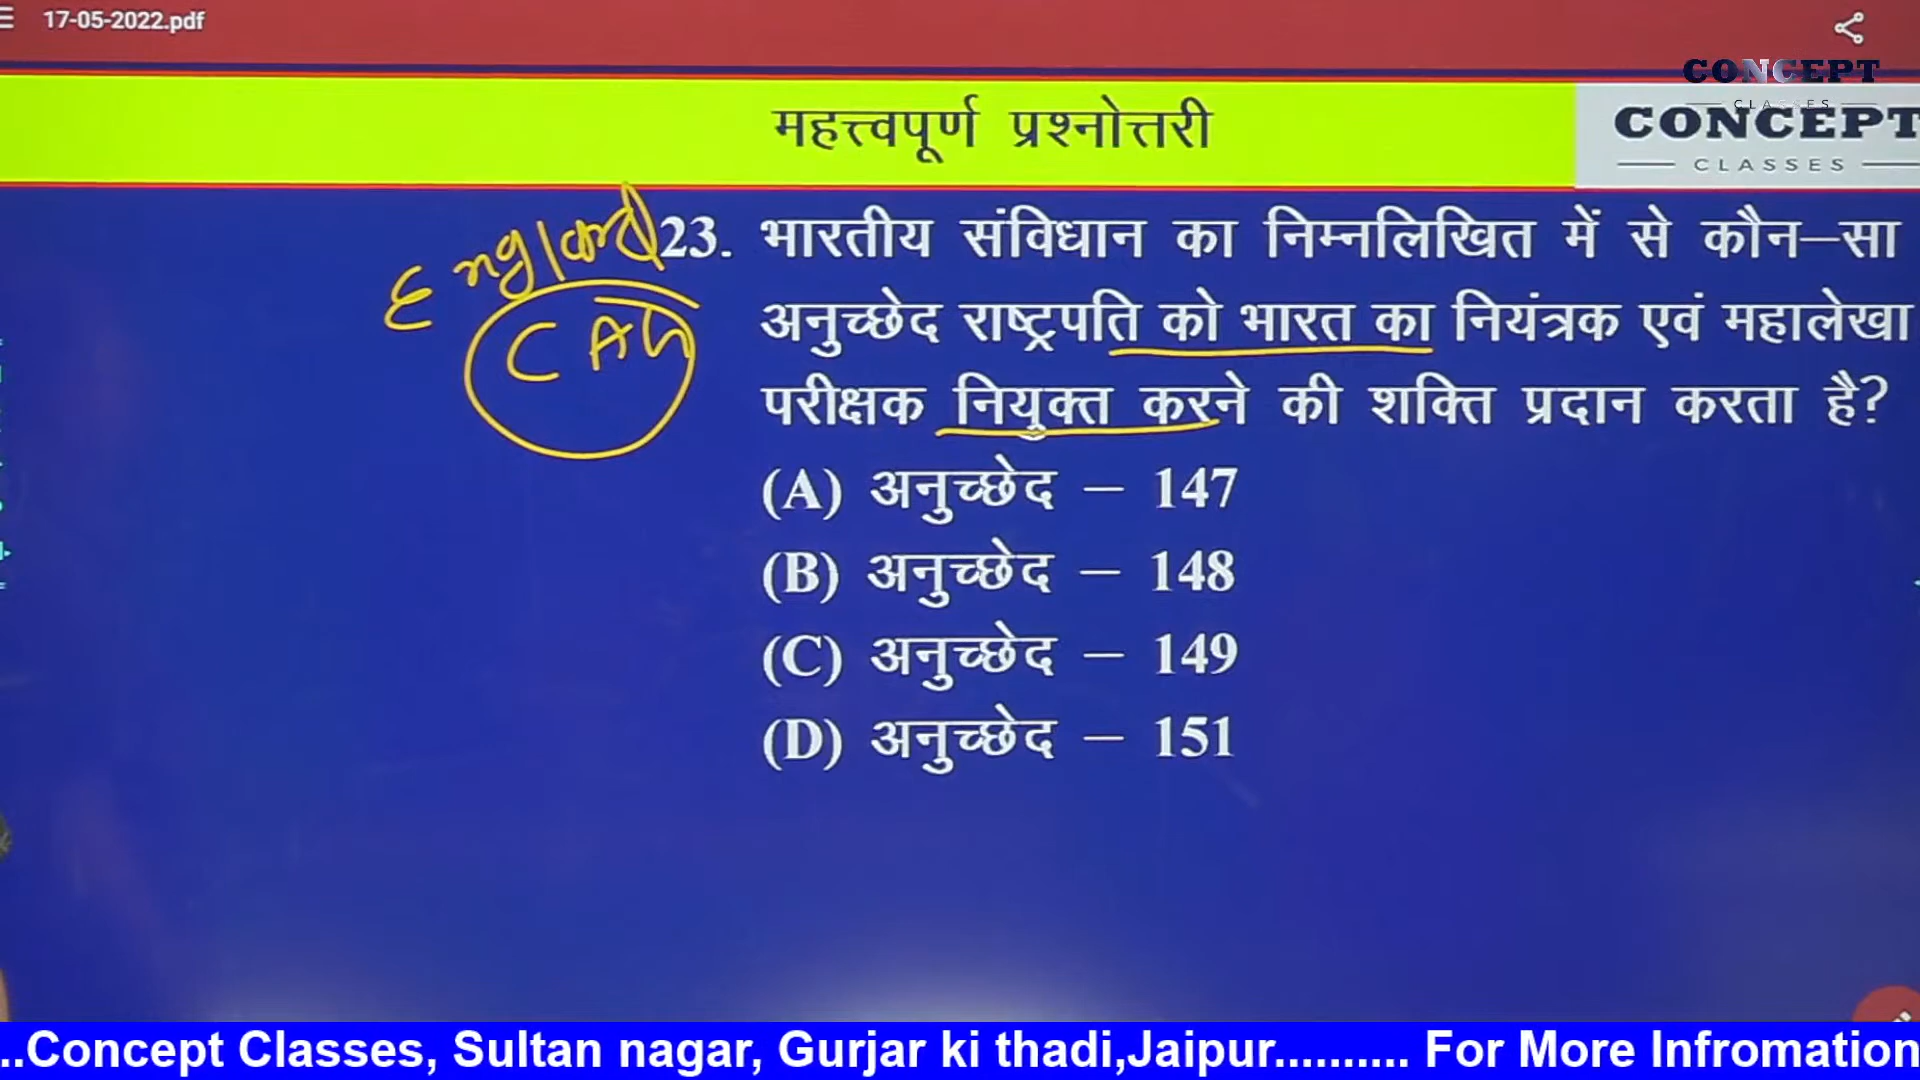 17-05-2022.pdf
CONCEPT
CLASSES
महत्त्वपूर्ण प्रश्नोत्तरी
CONCEPT
CLASSES
England
CAG
23. भारतीय संविधान का निम्नलिखित में से कौन–सा
अनुच्छेद राष्ट्रपति को भारत का नियंत्रक एवं महालेखा
परीक्षक नियुक्त करने की शक्ति प्रदान करता है?
(A) अनुच्छेद – 147
(B) अनुच्छेद – 148
(C) अनुच्छेद – 149
(D) अनुच्छेद – 151
..Concept Classes, Sultan nagar, Gurjar ki thadi,Jaipur.......... For More Infromation